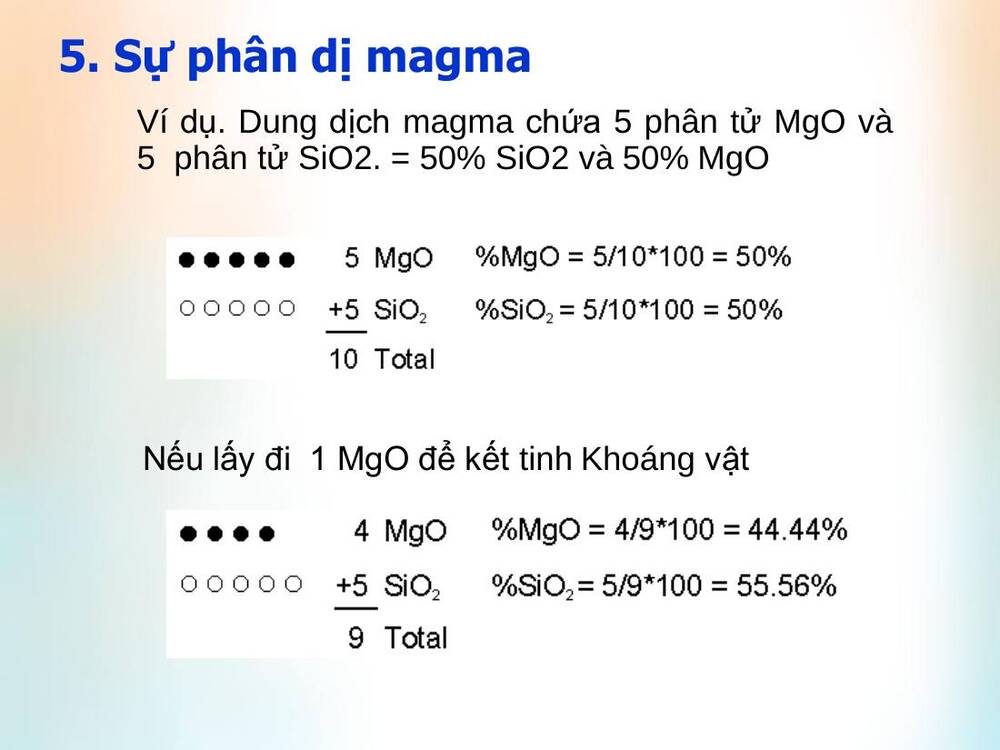 5. Sự phân dị magma
Ví dụ. Dung dịch magma chứa 5 phân tử MgO và
5 phân tử SiO2. = 50% SiO2 và 50% MgO
5 MgO %MgO = 5/10*100 = 50%
+5 SiO₂ %SiO₂ = 5/10*100 = 50%
10 Total
Nếu lấy đi 1 MgO để kết tinh Khoáng vật
4 MgO %MgO = 4/9*100 = 44.44%
+5 SiO₂ %SiO₂ = 5/9*100 = 55.56%
9 Total